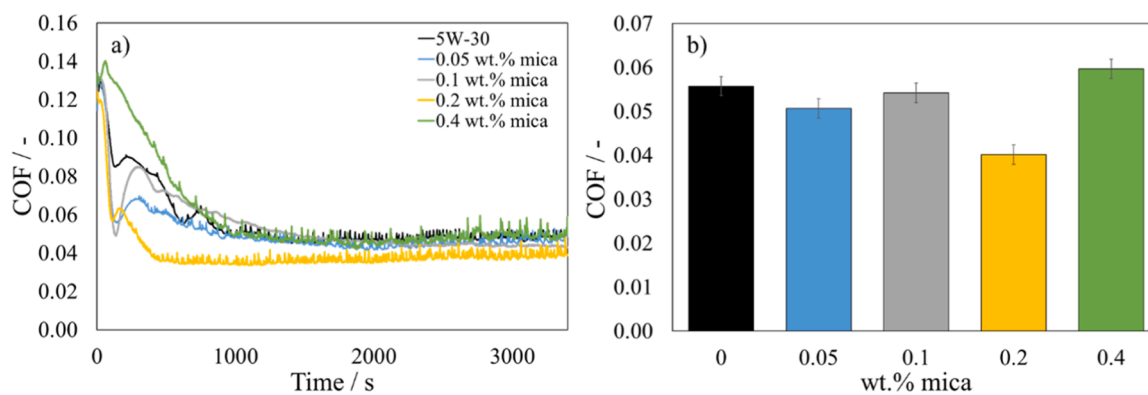 a)
COF / -
0.16
0.14
0.12
0.10
0.08
0.06
0.04
0.02
0.00
5W-30
0.05 wt.% mica
0.1 wt.% mica
0.2 wt.% mica
0.4 wt.% mica
0 1000 2000 3000
Time / s
b)
COF / -
0.07
0.06
0.05
0.04
0.03
0.02
0.01
0.00
0 0.05 0.1 0.2 0.4
wt.% mica